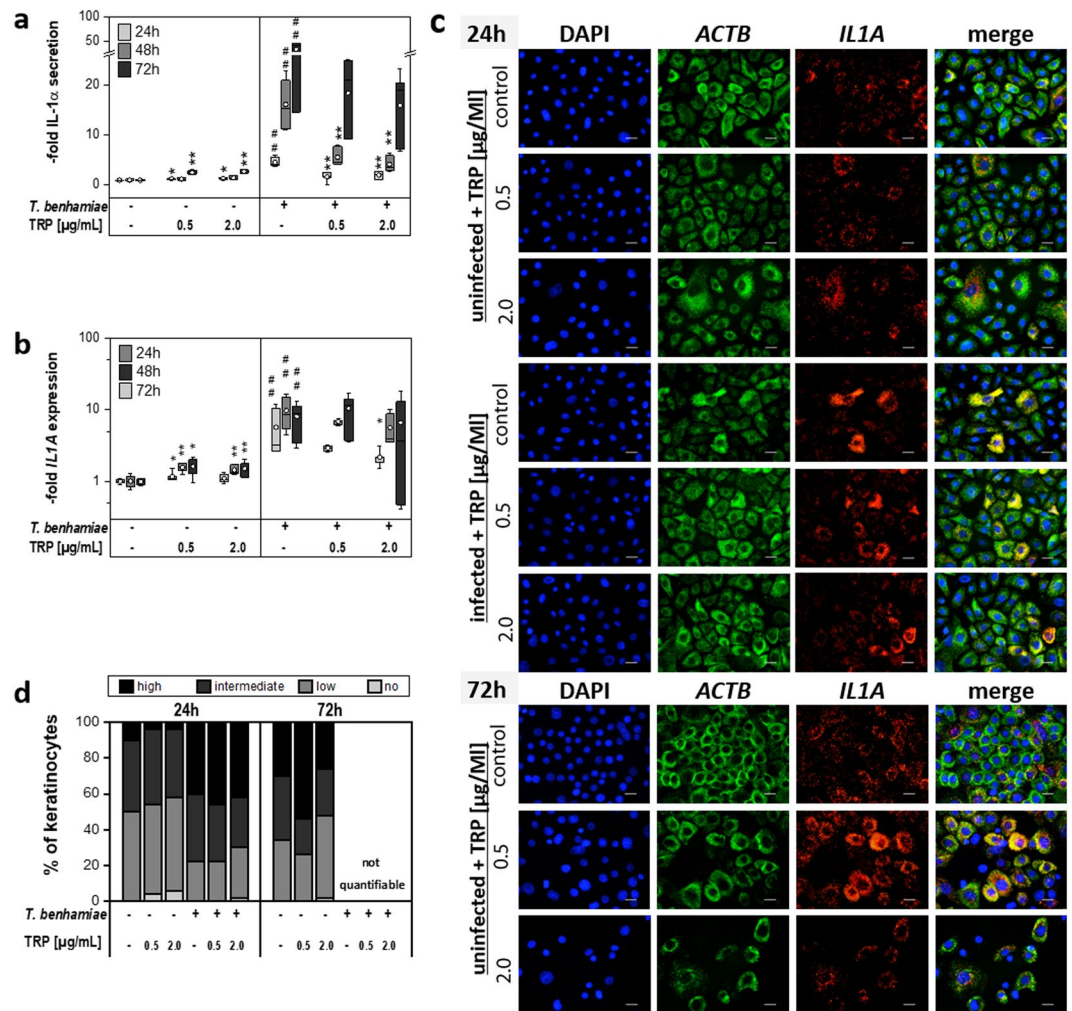 a
-fold IL-1α secretion
100
50
20
10
0
24h
48h
72h
# #
# #
# #
*
**
*
**
**
**
**
**
T. benhamiae - - - + + +
TRP [µg/mL] - 0.5 2.0 - 0.5 2.0
b
-fold IL1A expression
100
10
1
24h
48h
72h
# #
# #
# #
*
**
*
**
**
*
T. benhamiae - - - + + +
TRP [µg/mL] - 0.5 2.0 - 0.5 2.0
d
high intermediate low no
24h 72h
% of keratinocytes
100
80
60
40
20
0
not
quantifiable
T. benhamiae - - - + + + - - - + + +
TRP [µg/mL] - 0.5 2.0 - 0.5 2.0 - 0.5 2.0 - 0.5 2.0
c
24h DAPI ACTB IL1A merge
uninfected + TRP [µg/Ml]
control
0.5
2.0
infected + TRP [µg/Ml]
control
0.5
2.0
72h DAPI ACTB IL1A merge
uninfected + TRP [µg/Ml]
control
0.5
2.0